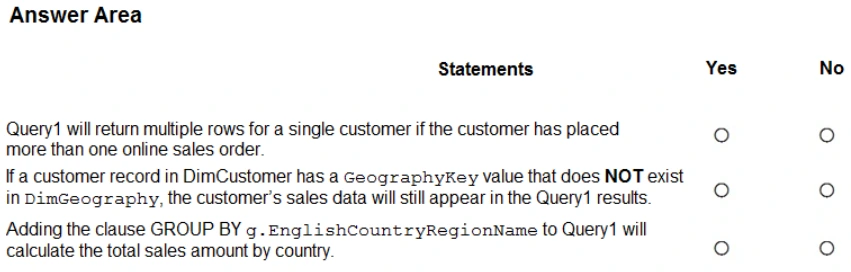 Answer Area
Statements Yes No
Query1 will return multiple rows for a single customer if the customer has placed
more than one online sales order.
If a customer record in DimCustomer has a GeographyKey value that does NOT exist
in DimGeography, the customer's sales data will still appear in the Query1 results.
Adding the clause GROUP BY g.EnglishCountryRegionName to Query1 will
calculate the total sales amount by country.